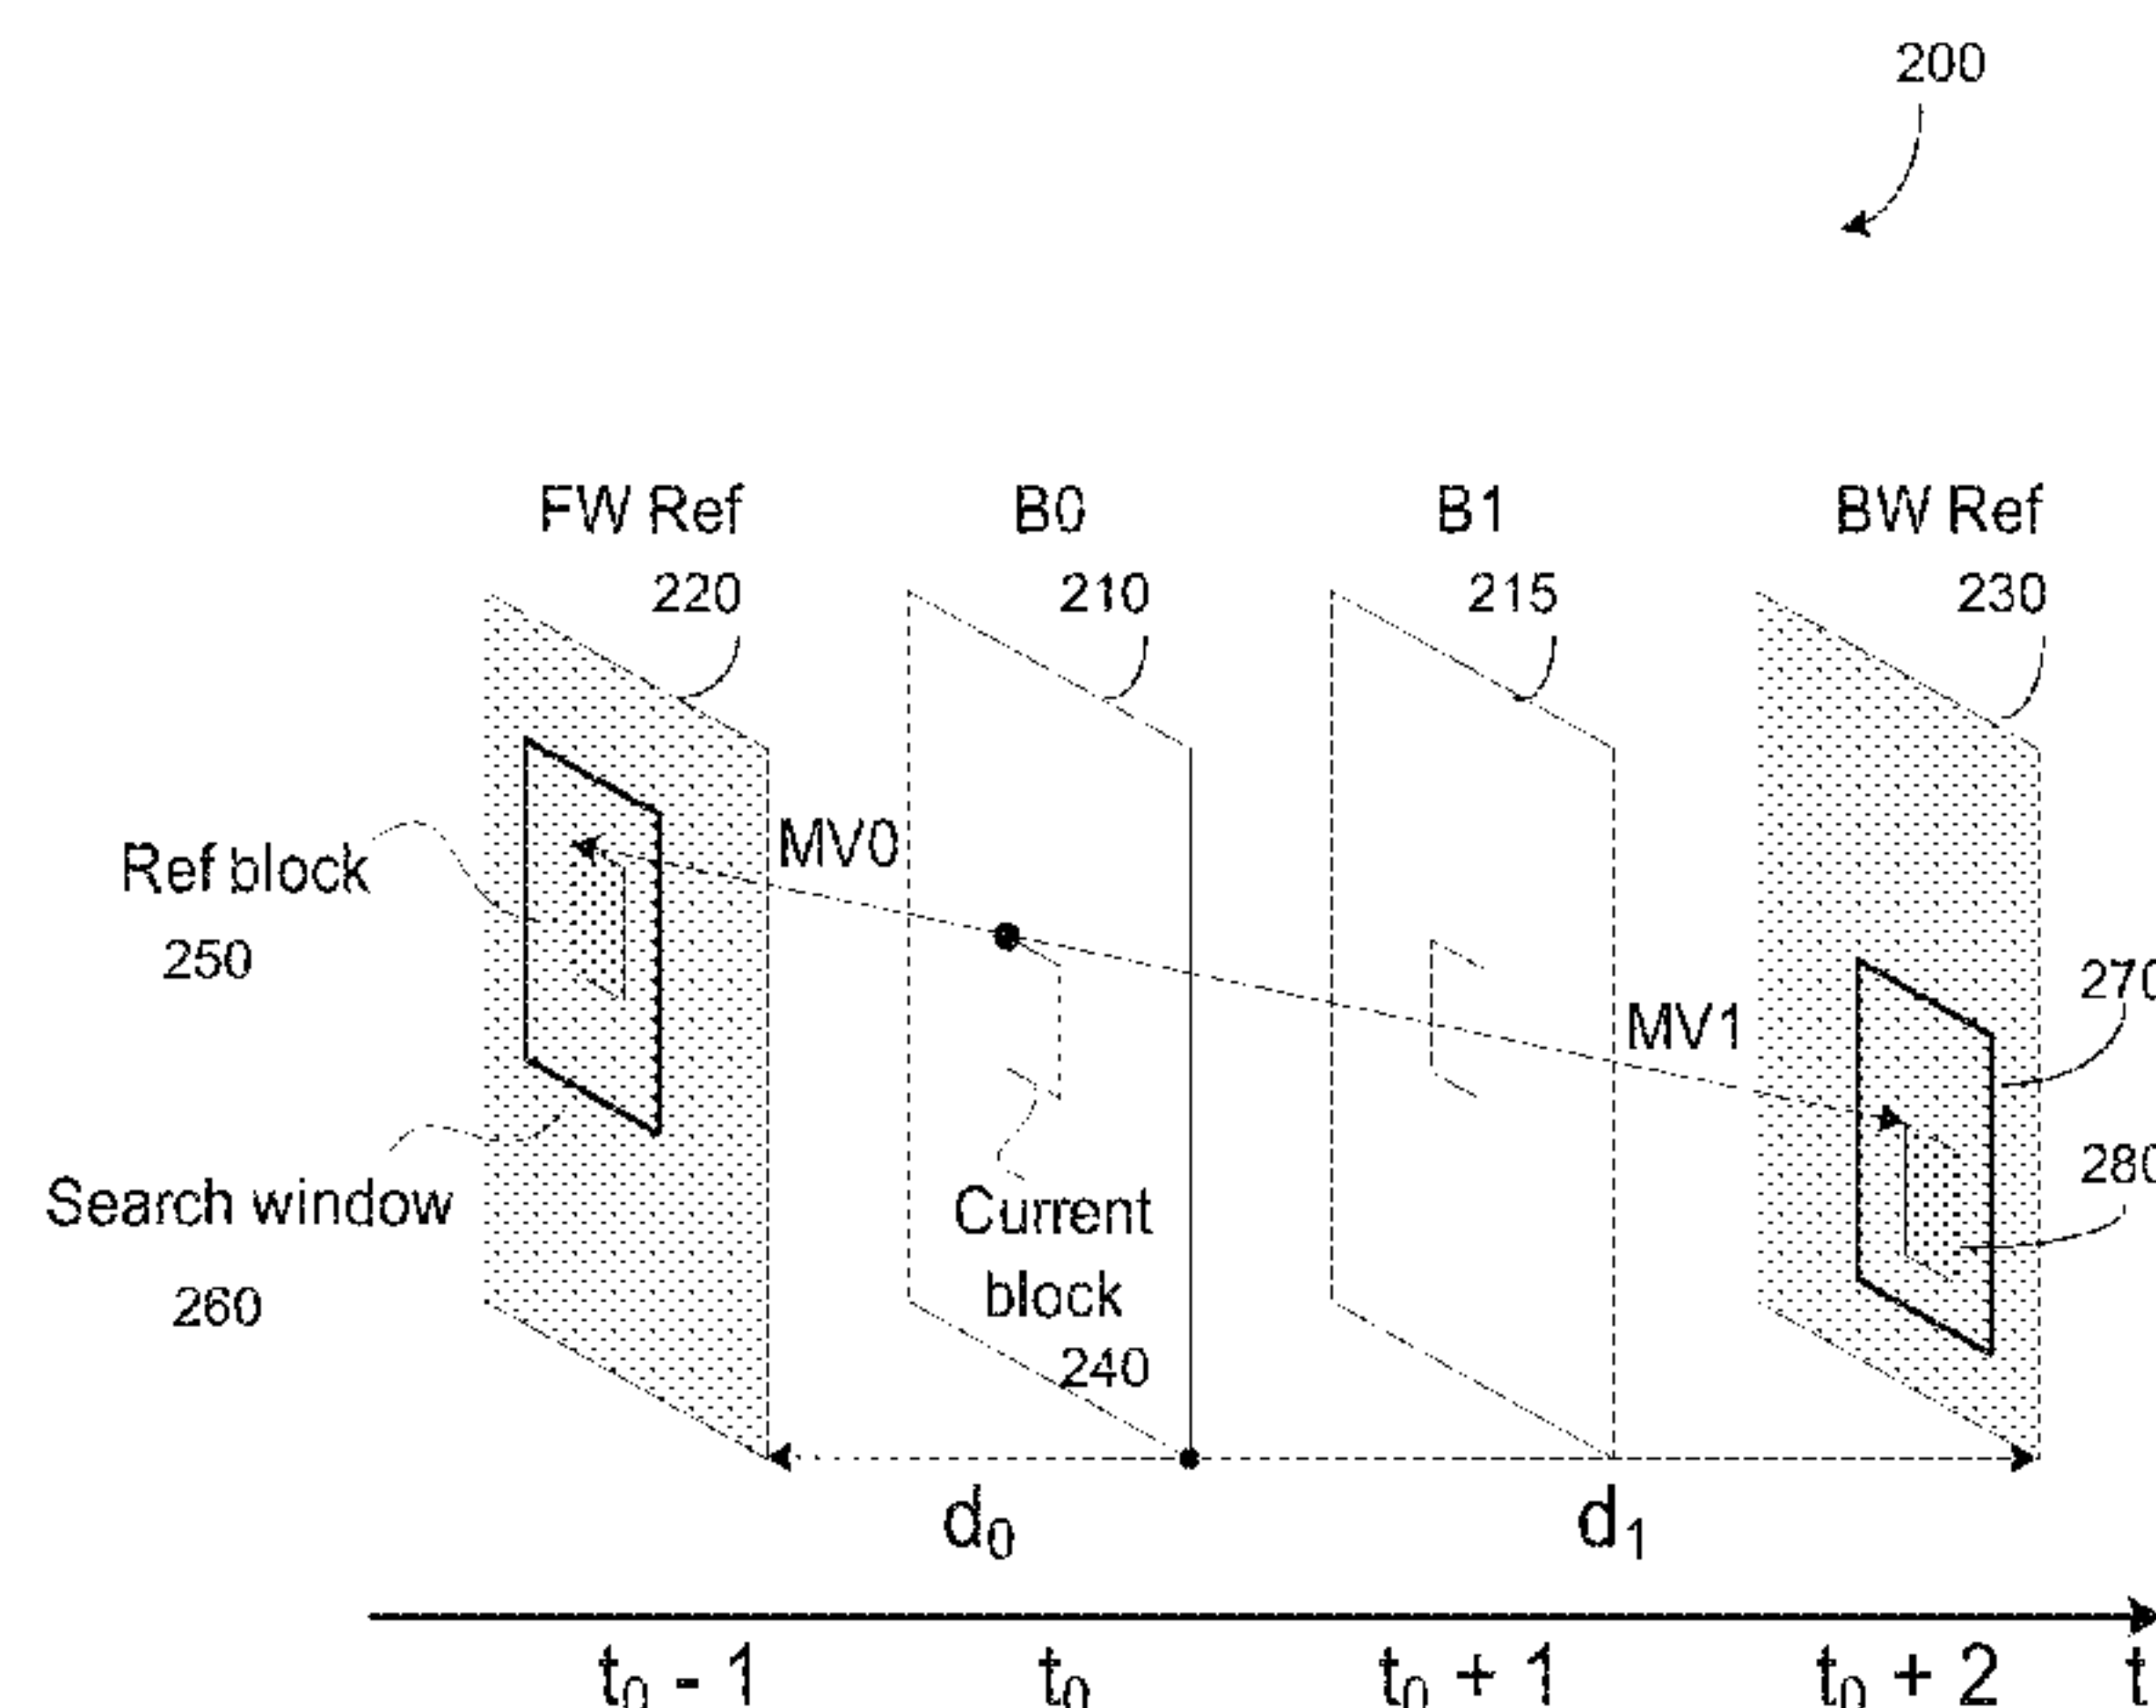 200
FW Ref
B0
B1
BW Ref
220
210
215
230
MV0
Ref block
250
270
MV1
280
Search window
260
Current
block
240
d0
d1
t0 - 1
t0
t0 + 1
t0 + 2
t